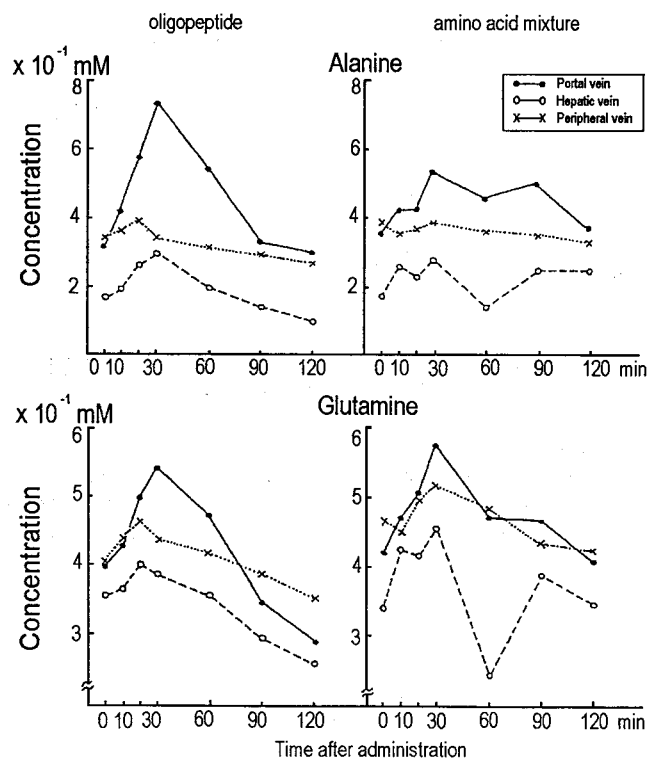 oligopeptide amino acid mixture
x 10⁻¹ mM Alanine
8 8
Portal vein
Hepatic vein
Peripheral vein
6 6
Concentration
4 4
2 2
0 10 30 60 90 120 0 10 30 60 90 120 min
x 10⁻¹ mM Glutamine
6 6
5 5
Concentration
4 4
3 3
0 10 30 60 90 120 0 10 30 60 90 120 min
Time after administration